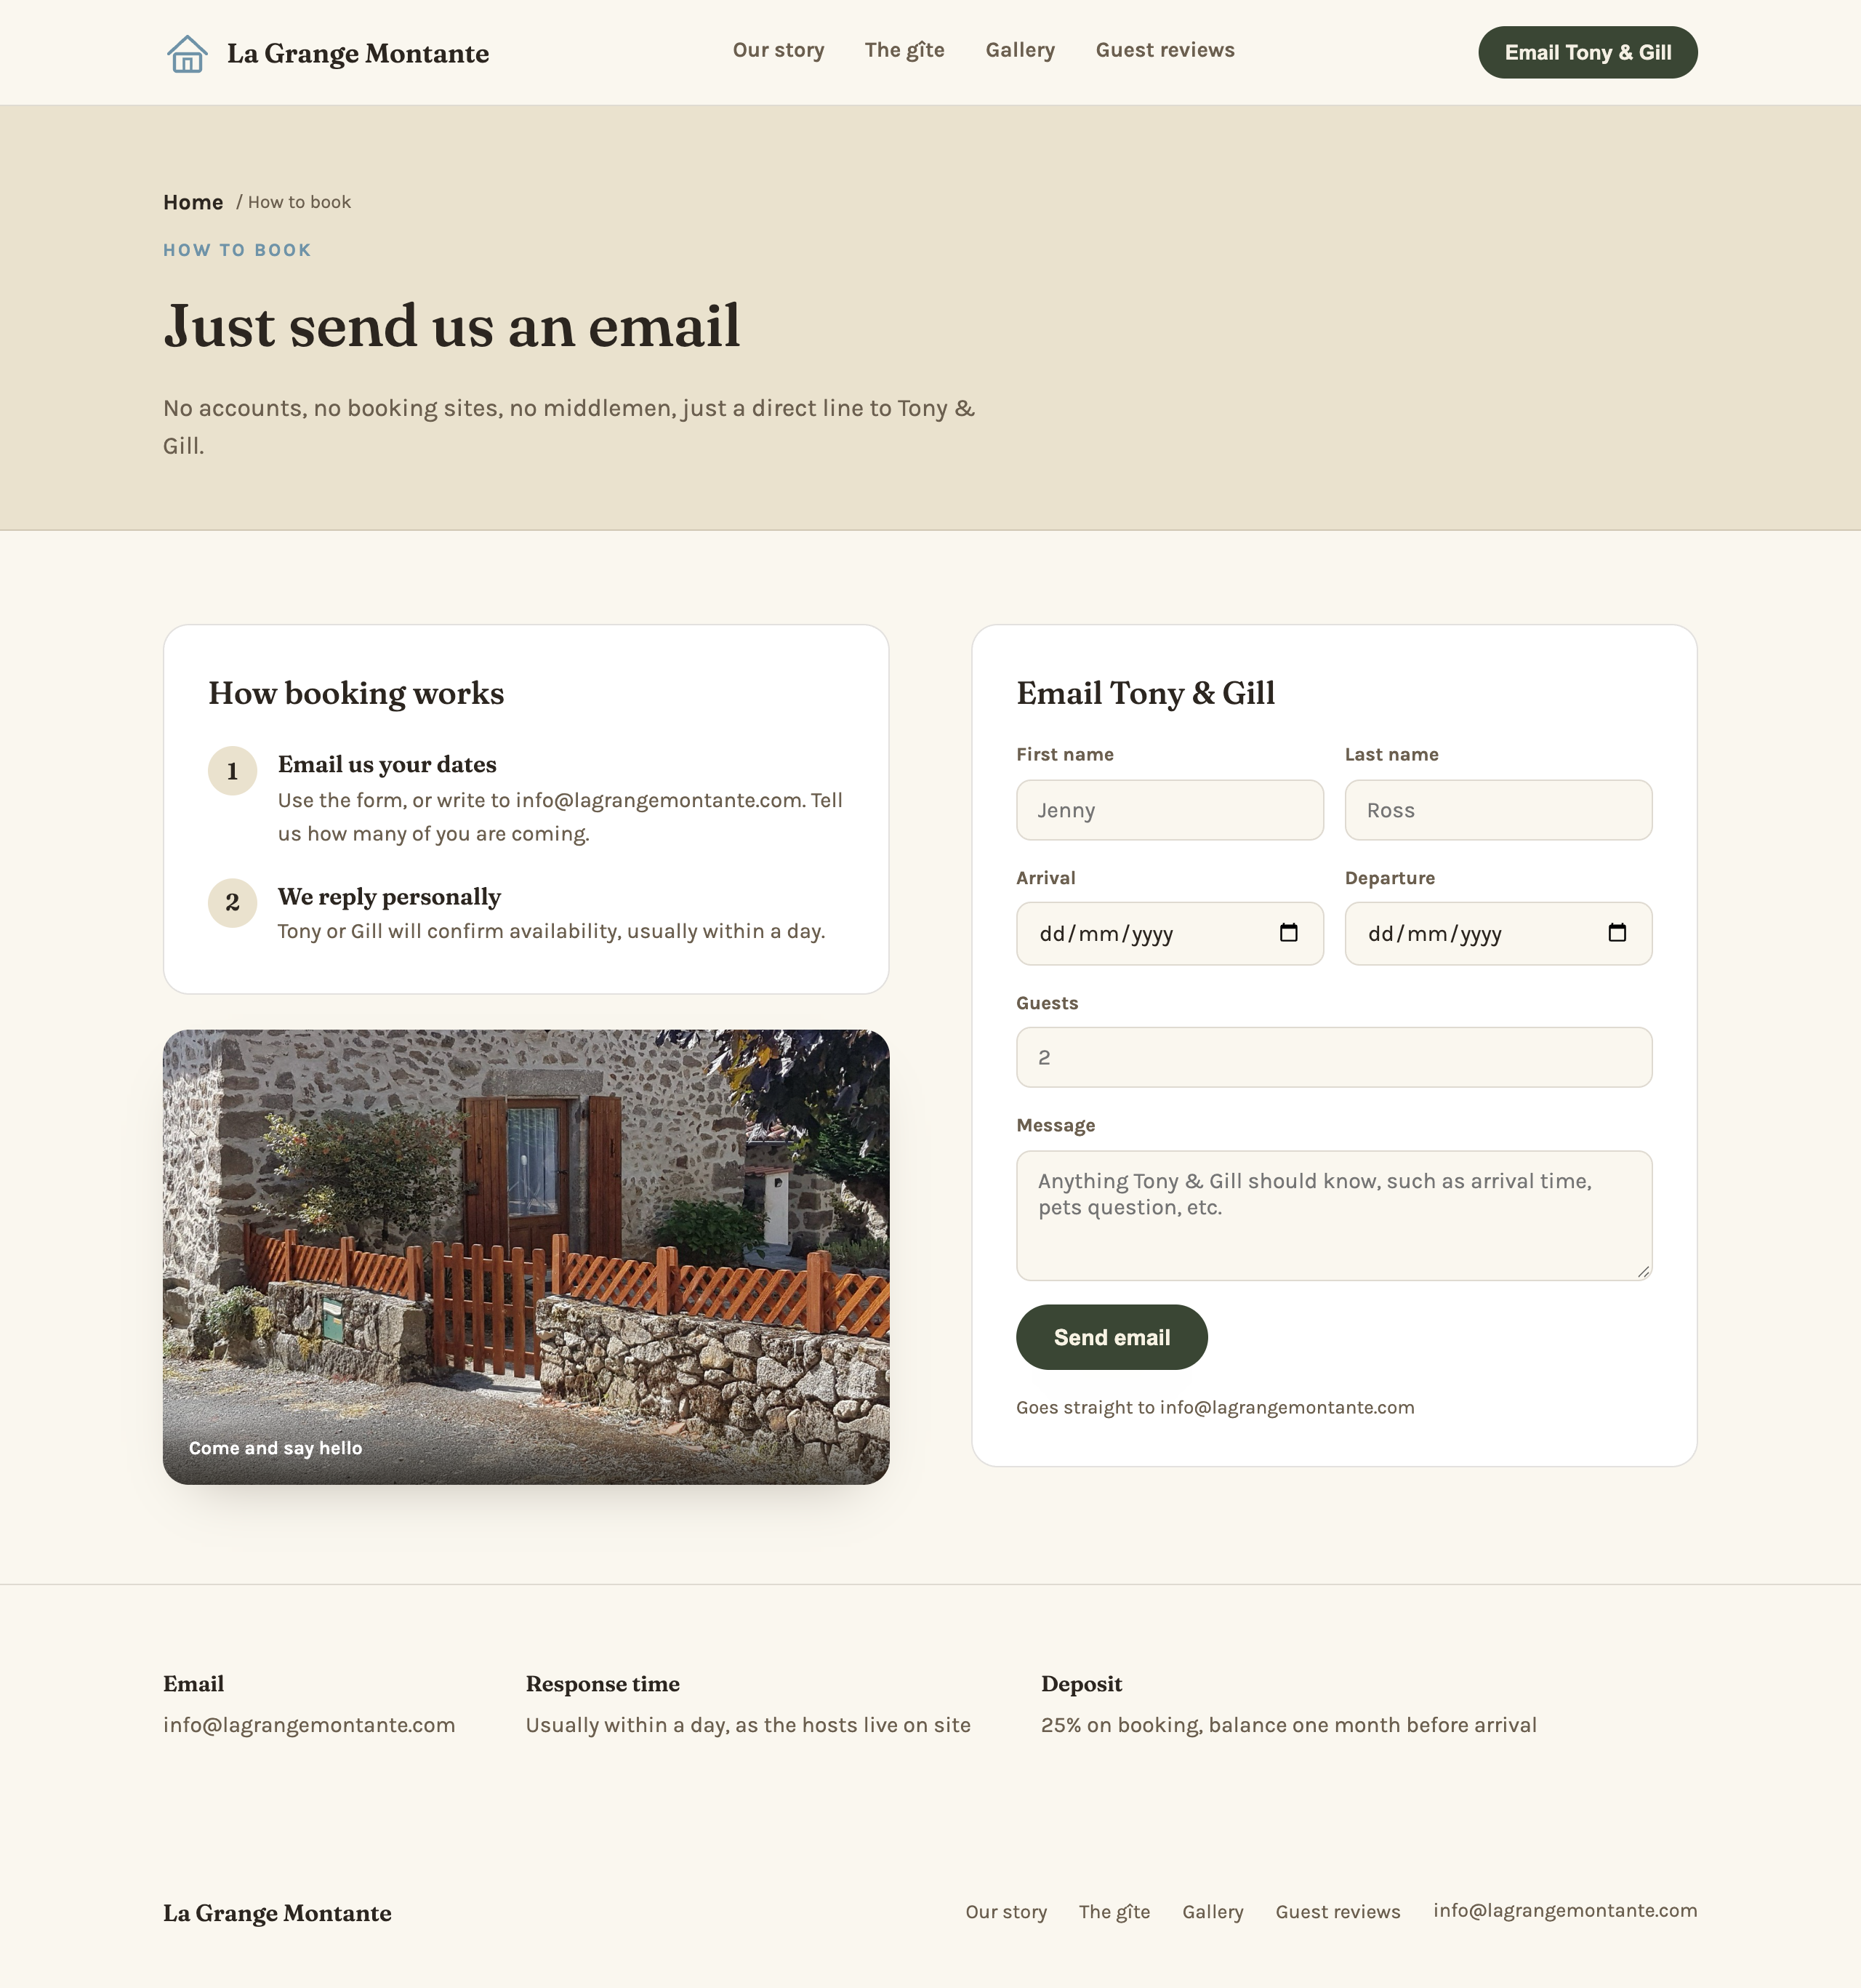 La Grange Montante
Our story
The gîte
Gallery
Guest reviews
Email Tony & Gill
Home / How to book
HOW TO BOOK
Just send us an email
No accounts, no booking sites, no middlemen, just a direct line to Tony &
Gill.
How booking works
1
Email us your dates
Use the form, or write to info@lagrangemontante.com. Tell
us how many of you are coming.
2
We reply personally
Tony or Gill will confirm availability, usually within a day.
Come and say hello
Email Tony & Gill
First name
Last name
Jenny
Ross
Arrival
Departure
dd/mm/yyyy
dd/mm/yyyy
Guests
2
Message
Anything Tony & Gill should know, such as arrival time,
pets question, etc.
Send email
Goes straight to info@lagrangemontante.com
Email
info@lagrangemontante.com
Response time
Usually within a day, as the hosts live on site
Deposit
25% on booking, balance one month before arrival
La Grange Montante
Our story
The gîte
Gallery
Guest reviews
info@lagrangemontante.com